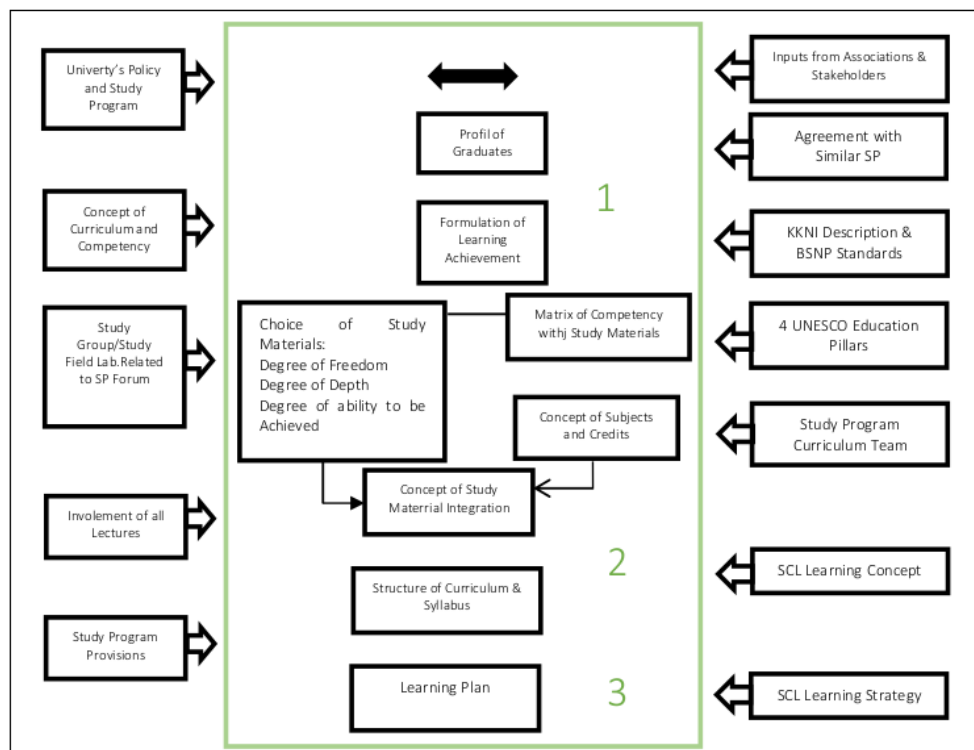 Univerty's Policy
and Study
Program
Concept of
Curriculum and
Competency
Study
Group/Study
Field Lab.Related
to SP Forum
Involement of all
Lectures
Study Program
Provisions
Profil of
Graduates
1
Formulation of
Learning
Achievement
Choice of Study
Materials:
Degree of Freedom
Degree of Depth
Degree of ability to be
Achieved
Matrix of Competency
withj Study Materials
Concept of Subjects
and Credits
Concept of Study
Materrial Integration
2
Structure of Curriculum &
Syllabus
Learning Plan
3
Inputs from Associations &
Stakeholders
Agreement with
Similar SP
KKNI Description &
BSNP Standards
4 UNESCO Education
Pillars
Study Program
Curriculum Team
SCL Learning Concept
SCL Learning Strategy